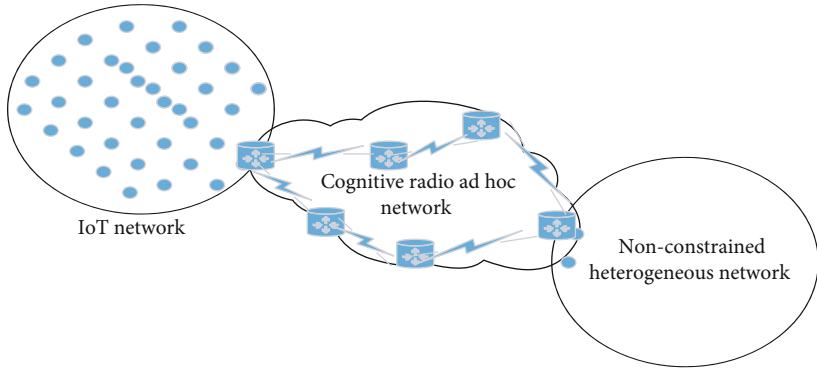 Cognitive radio ad hoc
network
IoT network
Non-constrained
heterogeneous network